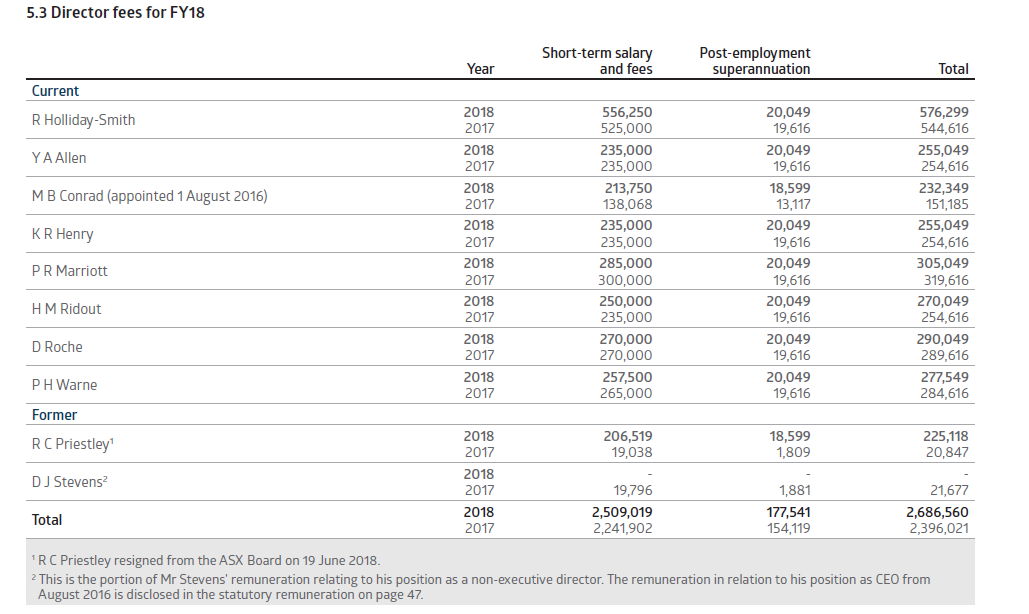 5.3 Director fees for FY18
Short-term salary Post-employment
Year and fees superannuation Total
Current
R Holliday-Smith
2018 556,250 20,049 576,299
2017 525,000 19,616 544,616
Y A Allen
2018 235,000 20,049 255,049
2017 235,000 19,616 254,616
M B Conrad (appointed 1 August 2016)
2018 213,750 18,599 232,349
2017 138,068 13,117 151,185
K R Henry
2018 235,000 20,049 255,049
2017 235,000 19,616 254,616
P R Marriott
2018 285,000 20,049 305,049
2017 300,000 19,616 319,616
H M Ridout
2018 250,000 20,049 270,049
2017 235,000 19,616 254,616
D Roche
2018 270,000 20,049 290,049
2017 270,000 19,616 289,616
P H Warne
2018 257,500 20,049 277,549
2017 265,000 19,616 284,616
Former
R C Priestley¹
2018 206,519 18,599 225,118
2017 19,038 1,809 20,847
D J Stevens²
2018 - - -
2017 19,796 1,881 21,677
Total
2018 2,509,019 177,541 2,686,560
2017 2,241,902 154,119 2,396,021
¹ R C Priestley resigned from the ASX Board on 19 June 2018.
² This is the portion of Mr Stevens' remuneration relating to his position as a non-executive director. The remuneration in relation to his position as CEO from
August 2016 is disclosed in the statutory remuneration on page 47.